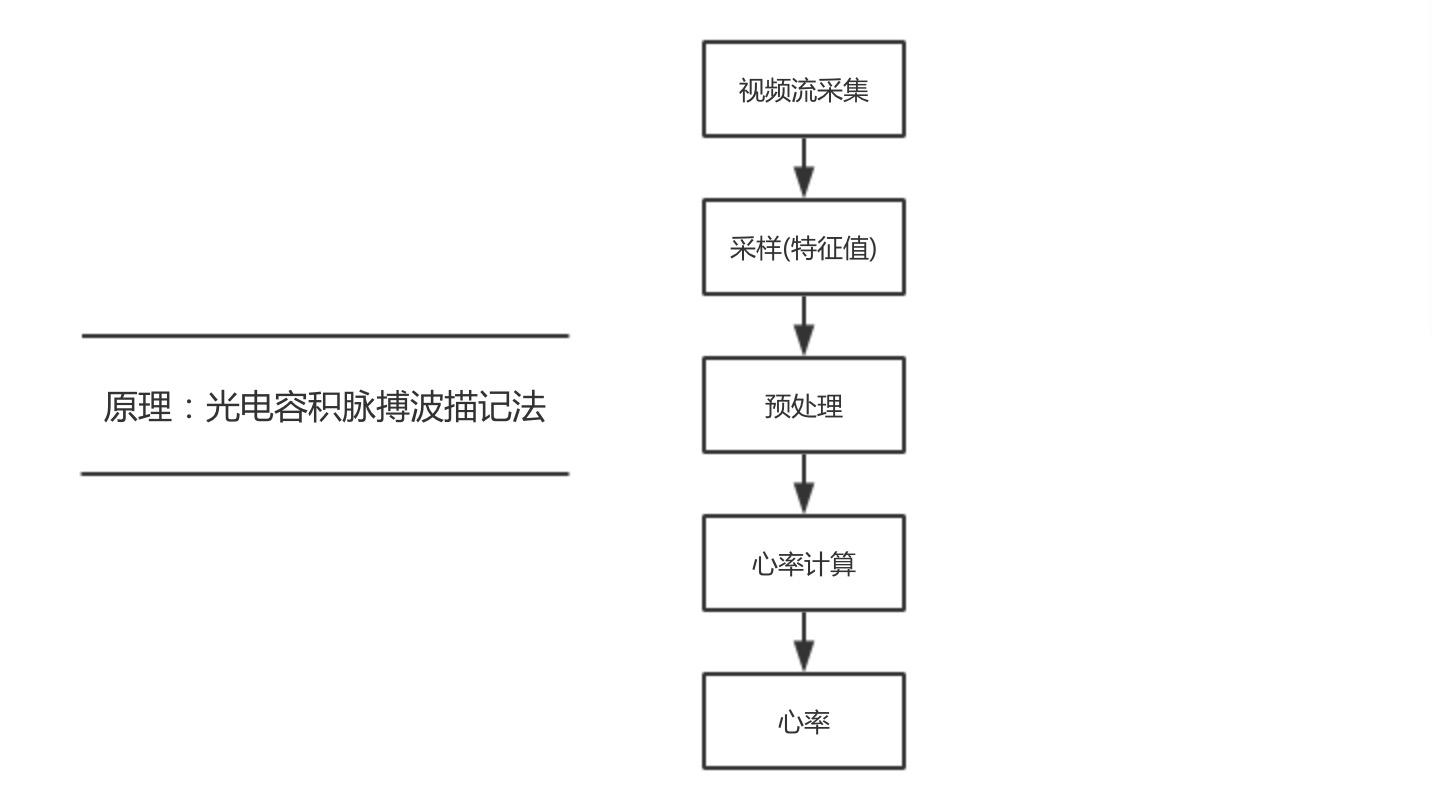 视频流采集
采样(特征值)
原理：光电容积脉搏波描记法
预处理
心率计算
心率